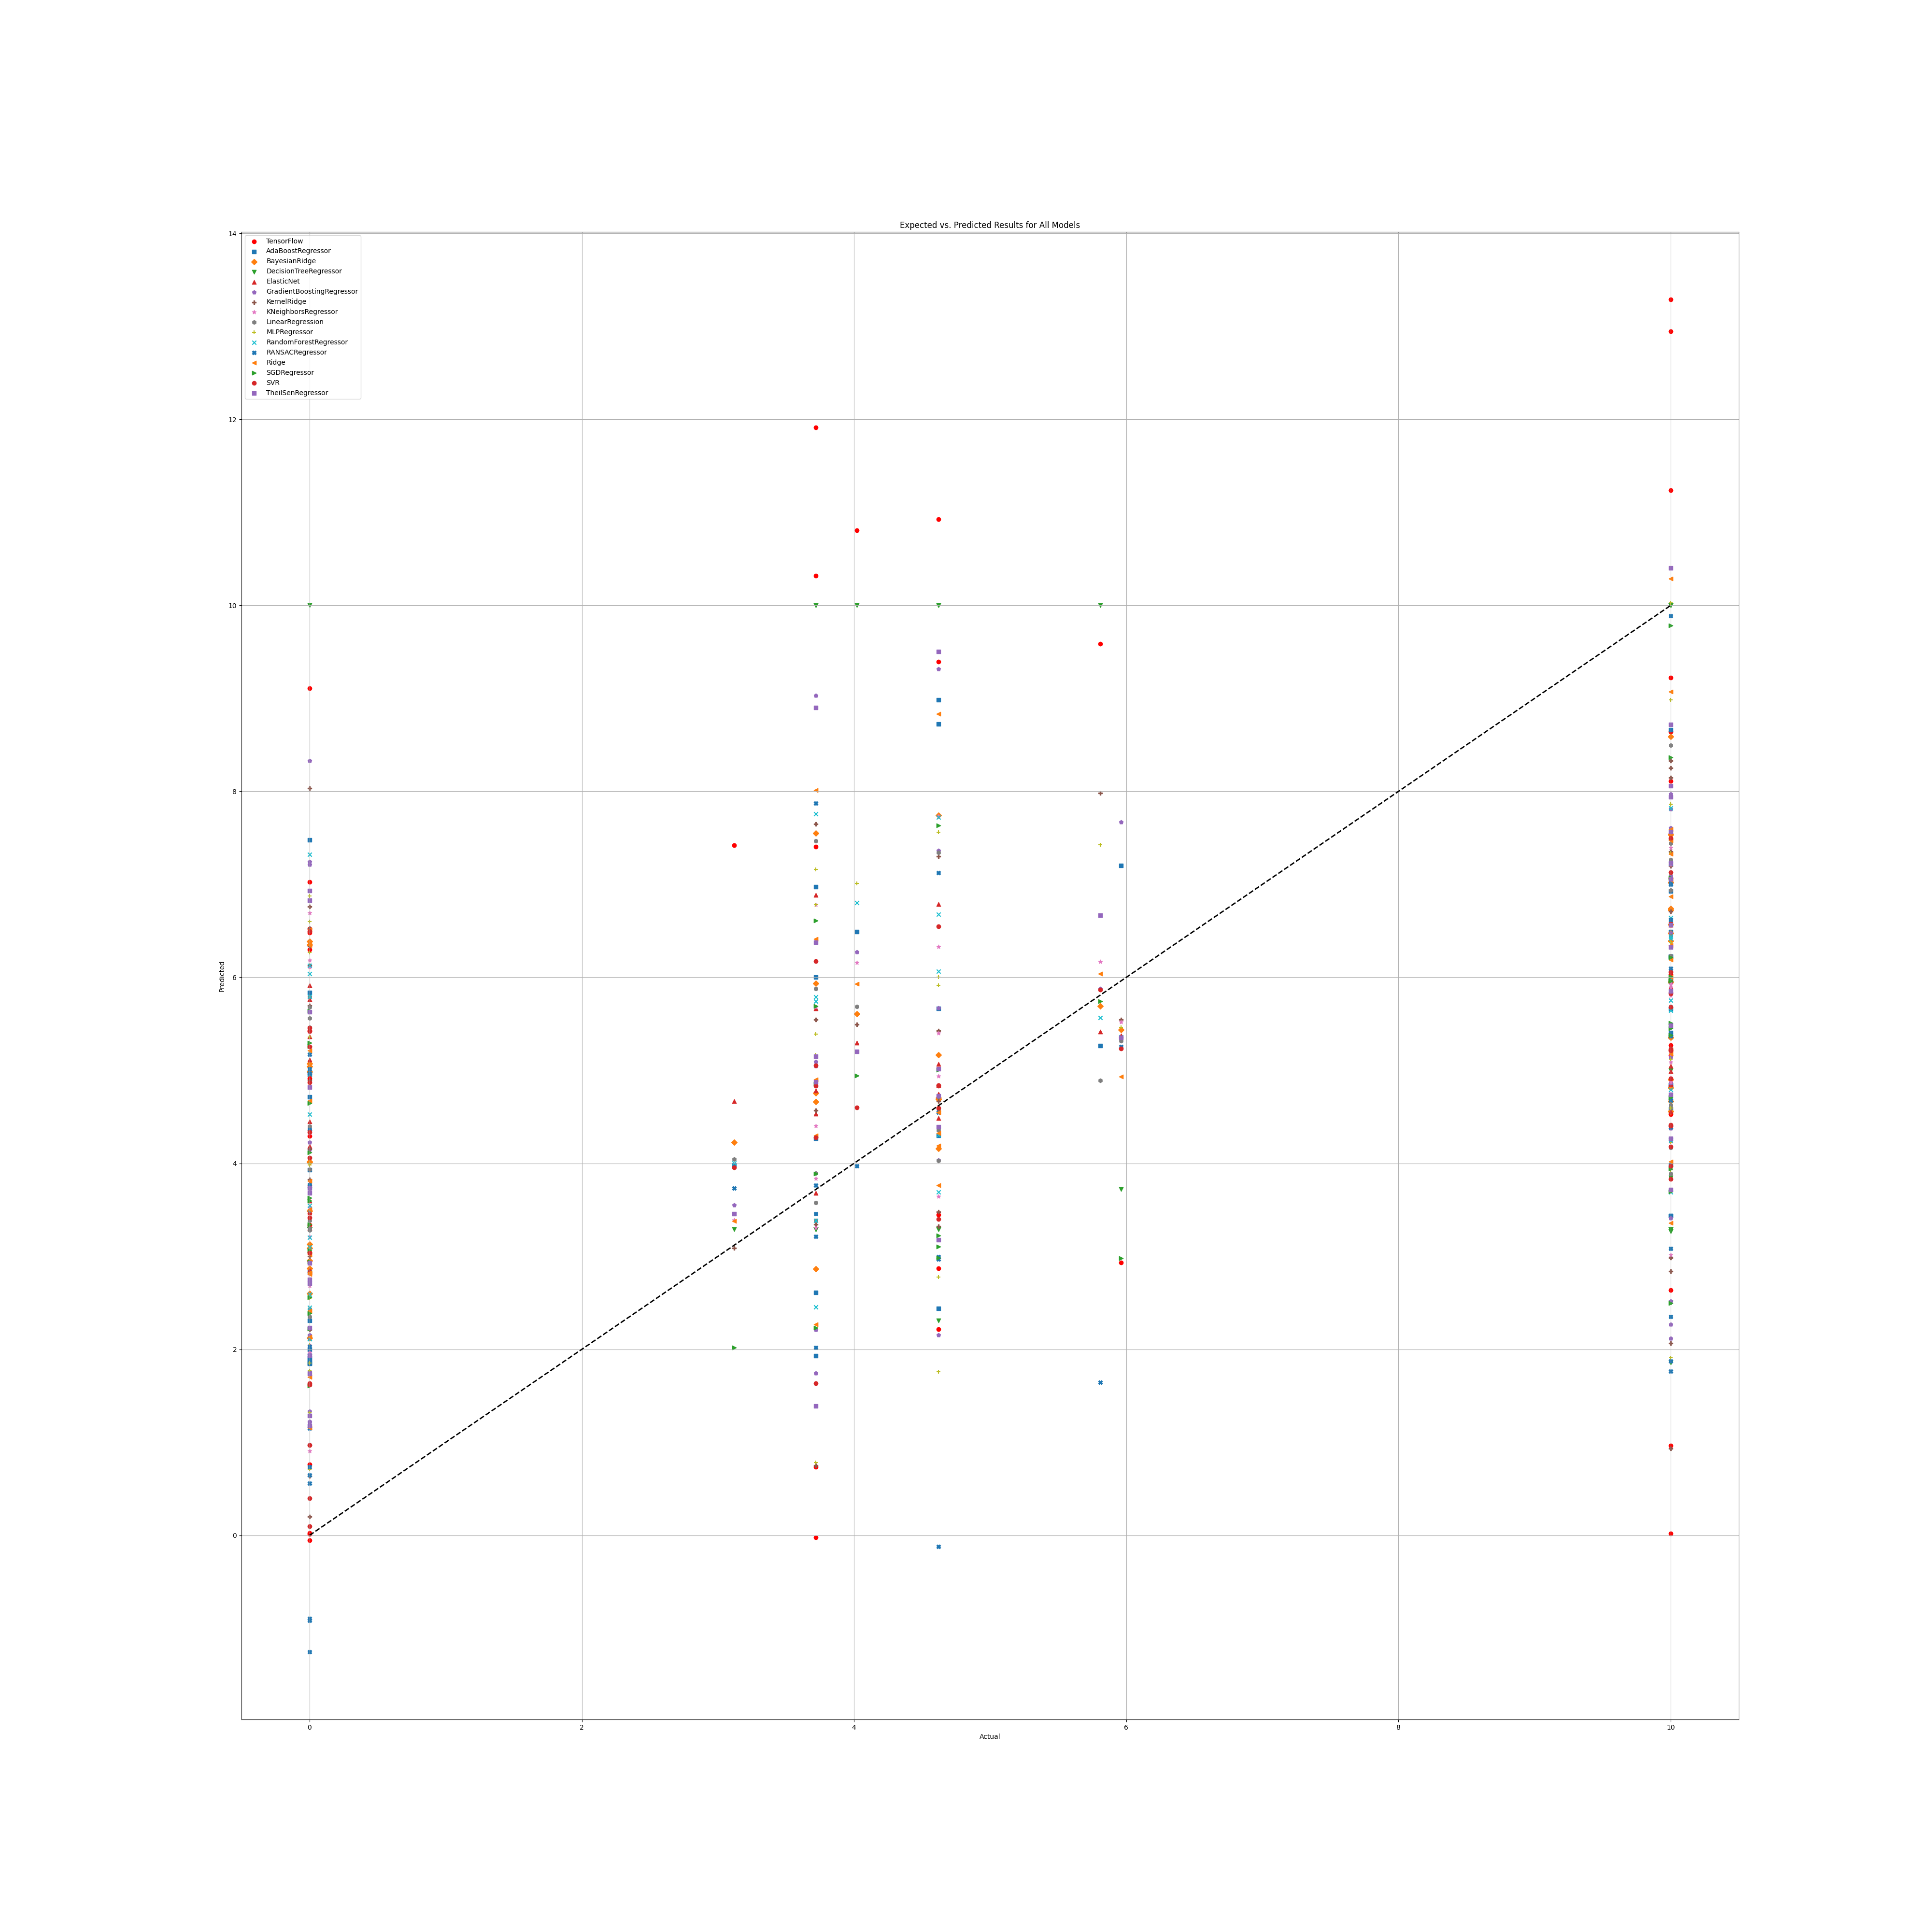 Expected vs. Predicted Results for All Models
14
TensorFlow
AdaBoostRegressor
BayesianRidge
DecisionTreeRegressor
ElasticNet
GradientBoostingRegressor
KernelRidge
KNeighborsRegressor
LinearRegression
MLPRegressor
RandomForestRegressor
RANSACRegressor
Ridge
SGDRegressor
SVR
TheilSenRegressor
12
10
8
6
Predicted
4
2
0
0 2 4 6 8 10
Actual